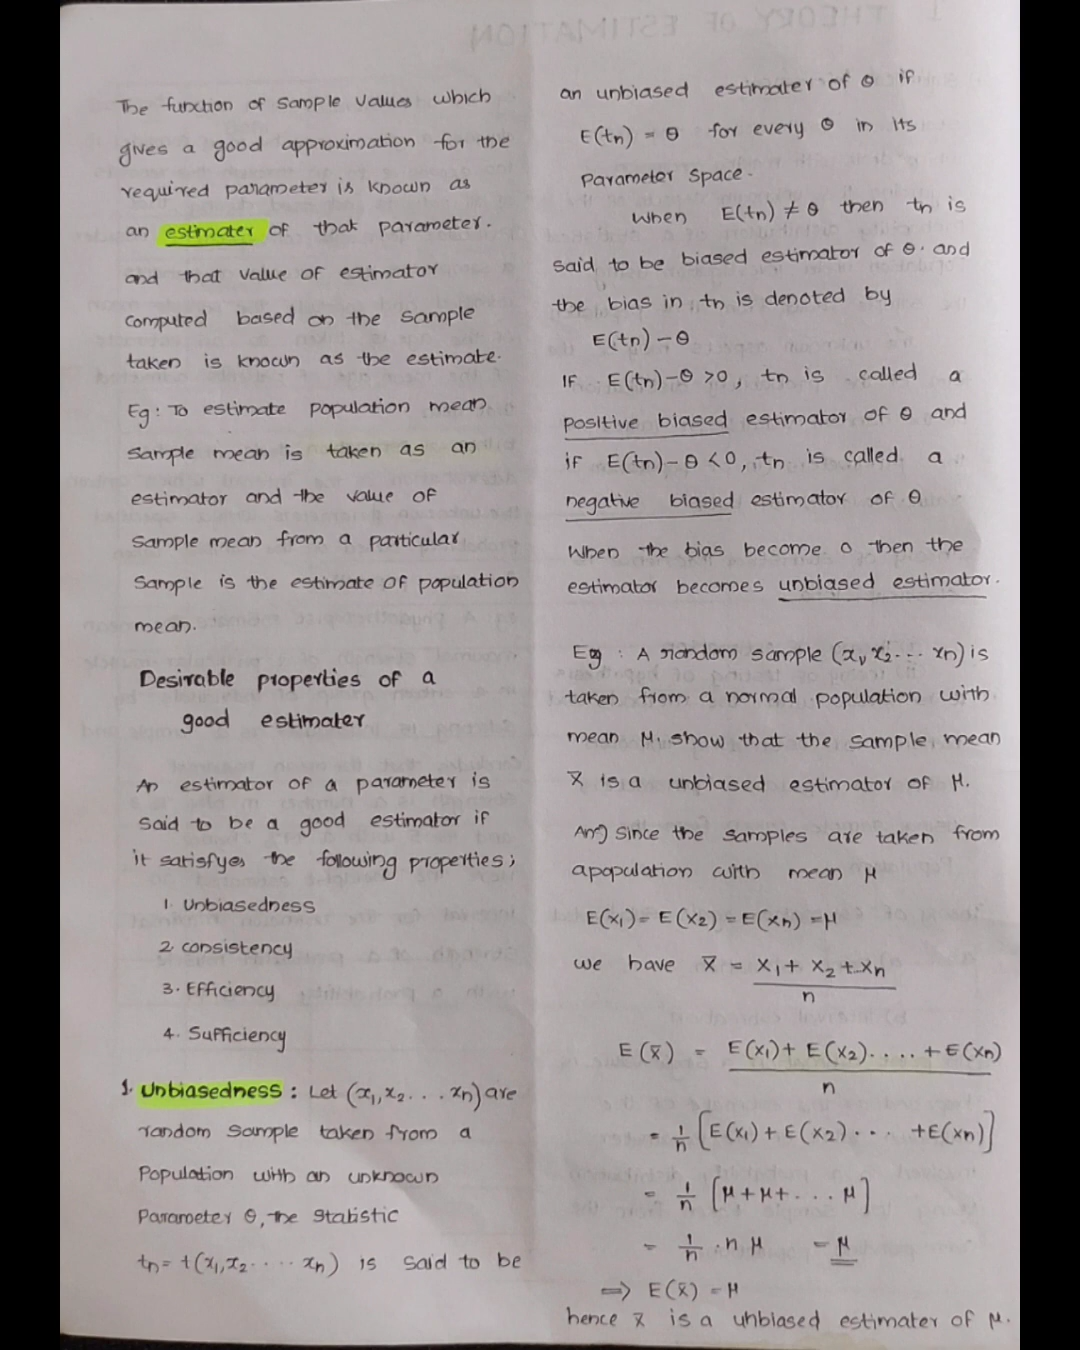 The function of sample values which
gives a good approximation for the
required parameter is known as
an estimater of that parameter.
and that value of estimator
computed based on the sample
taken is known as the estimate.
Eg: To estimate population mean
sample mean is taken as an
estimator and the value of
sample mean from a particular
sample is the estimate of population
mean.
Desirable properties of a
good estimater
An estimator of a parameter is
said to be a good estimator if
it satisfyes the following properties;
1. Unbiasedness
2. consistency
3. Efficiency
4. Sufficiency
1. Unbiasedness : Let (x₁, x₂ . . . xn) are
random sample taken from a
Population with an unknown
Parameter θ, the statistic
tn = t(x₁, x₂ . . . . xn) is said to be
an unbiased estimater of θ if
E(tn) = θ for every θ in its
Parameter space.
When E(tn) ≠ θ then tn is
said to be biased estimator of θ. and
the bias in tn is denoted by
E(tn) - θ
IF E(tn) - θ >0, tn is called a
positive biased estimator of θ and
if E(tn) - θ <0, tn is called a
negative biased estimator of θ
When the bias become 0 then the
estimator becomes unbiased estimator.
Eg : A random sample (x₁, x₂ . . . xn) is
taken from a normal population with
mean μ. show that the sample mean
x̄ is a unbiased estimator of μ.
Ans) Since the samples are taken from
a population with mean μ
E(x₁) = E(x₂) = E(xn) = μ
we have x̄ = x₁ + x₂ + .. xn
n
E(x̄) = E(x₁) + E(x₂) . . . . + E(xn)
n
= 1/n [E(x₁) + E(x₂) . . . + E(xn)]
= 1/n [μ + μ + . . . μ]
= 1/n . n μ = μ
⇒ E(x̄) = μ
hence x̄ is a unbiased estimater of μ.